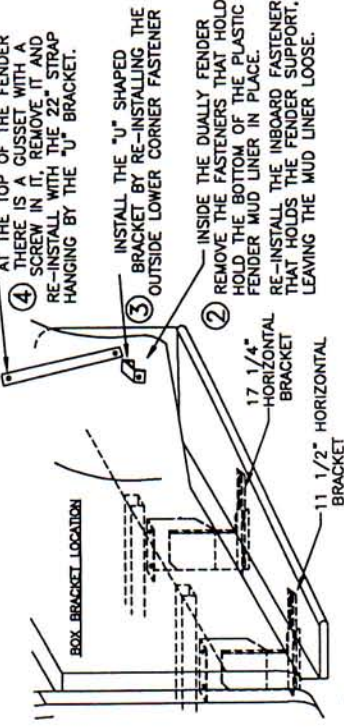 AT THE TOP OF THE FENDER
④ THERE IS A GUSSET WITH A
SCREW IN IT, REMOVE IT AND
RE-INSTALL WITH THE 22" STRAP
HANGING BY THE "U" BRACKET.
INSTALL THE "U" SHAPED
③ BRACKET BY RE-INSTALLING THE
OUTSIDE LOWER CORNER FASTENER
INSIDE THE DUALLY FENDER
② REMOVE THE FASTENERS THAT HOLD
HOLD THE BOTTOM OF THE PLASTIC
FENDER MUD LINER IN PLACE.
RE-INSTALL THE INBOARD FASTENER
THAT HOLDS THE FENDER SUPPORT,
LEAVING THE MUD LINER LOOSE.
BOX BRACKET LOCATION
17 1/4"
HORIZONTAL
BRACKET
11 1/2" HORIZONTAL
BRACKET